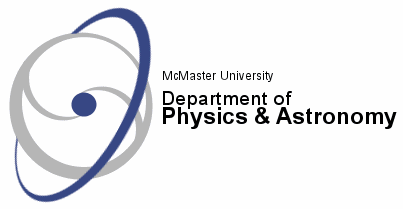 McMaster University
Department of
Physics & Astronomy